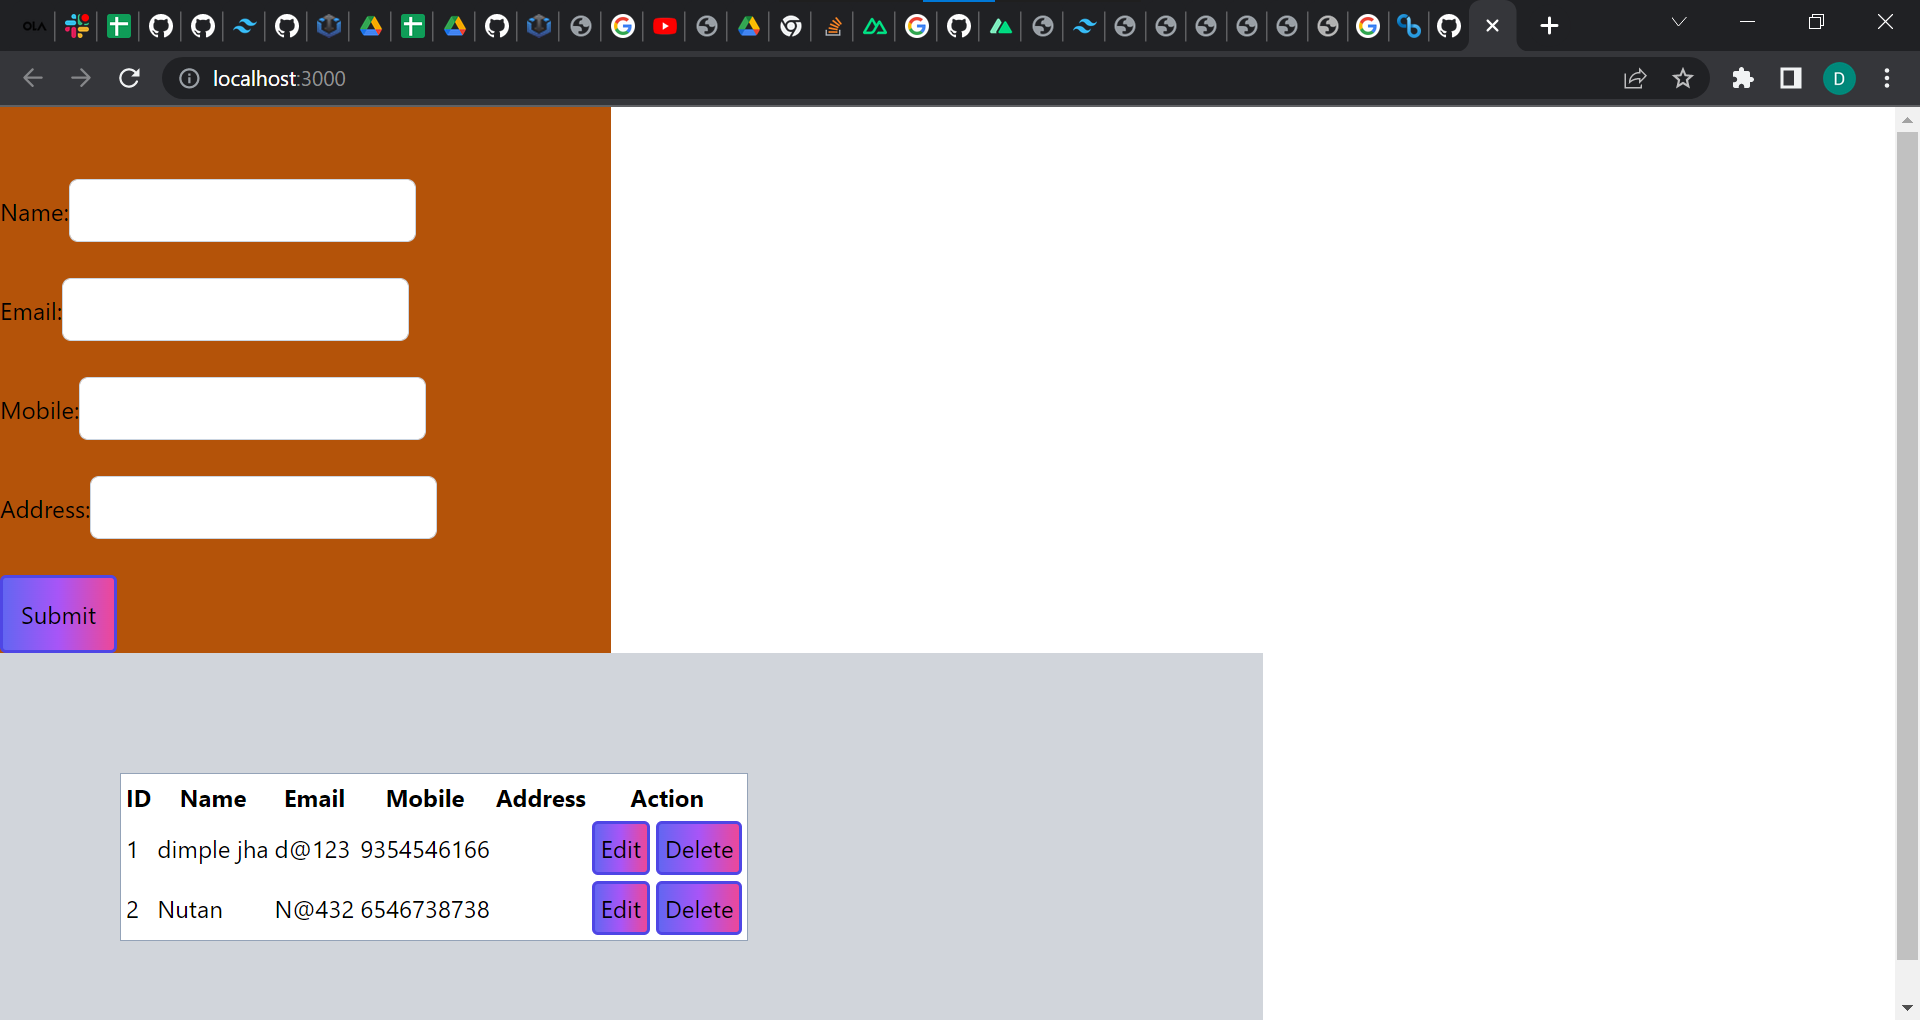 OLA
localhost:3000
D
Name:
Email:
Mobile:
Address:
Submit
ID Name Email Mobile Address Action
1 dimple jha d@123 9354546166 Edit Delete
2 Nutan N@432 6546738738 Edit Delete